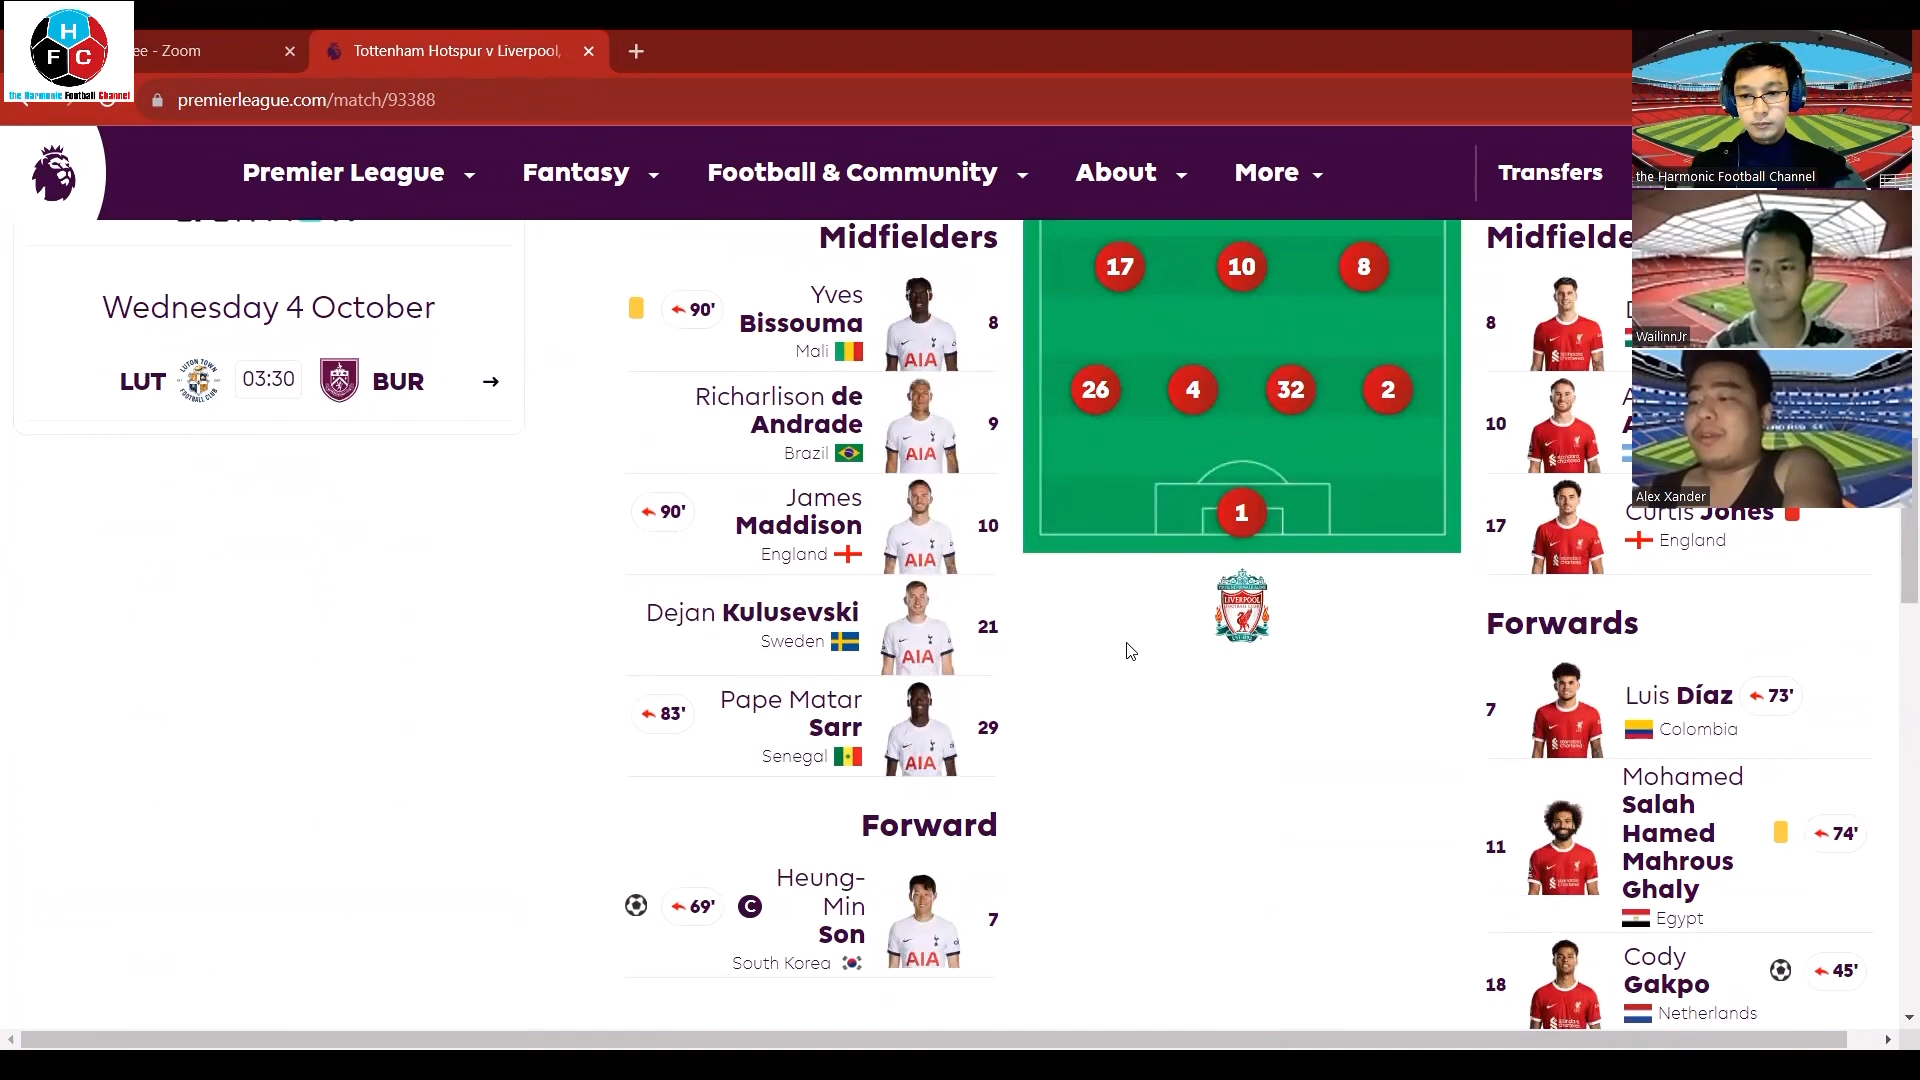 H
F C
the Harmonic Football Channel
ee - Zoom
Tottenham Hotspur v Liverpool,
premierleague.com/match/93388
Premier League
Fantasy
Football & Community
About
More
Transfers
the Harmonic Football Channel
WailinnJr
Alex Xander
Wednesday 4 October
LUT
LUTON TOWN
FOOTBALL CLUB
03:30
BUR
Midfielders
90'
Yves
Bissouma
Mali
AIA
8
Richarlison de
Andrade
Brazil
AIA
9
90'
James
Maddison
England
AIA
10
Dejan Kulusevski
Sweden
AIA
21
83'
Pape Matar
Sarr
Senegal
AIA
29
Forward
69'
C
Heung-
Min
Son
South Korea
AIA
7
17 10 8
26 4 32 2
1
LIVERPOOL
Midfielde
8
10
A
17
Curtis Jones
England
Forwards
7
Luis Díaz
73'
Colombia
11
Mohamed
Salah
Hamed
Mahrous
Ghaly
74'
Egypt
18
Cody
Gakpo
45'
Netherlands